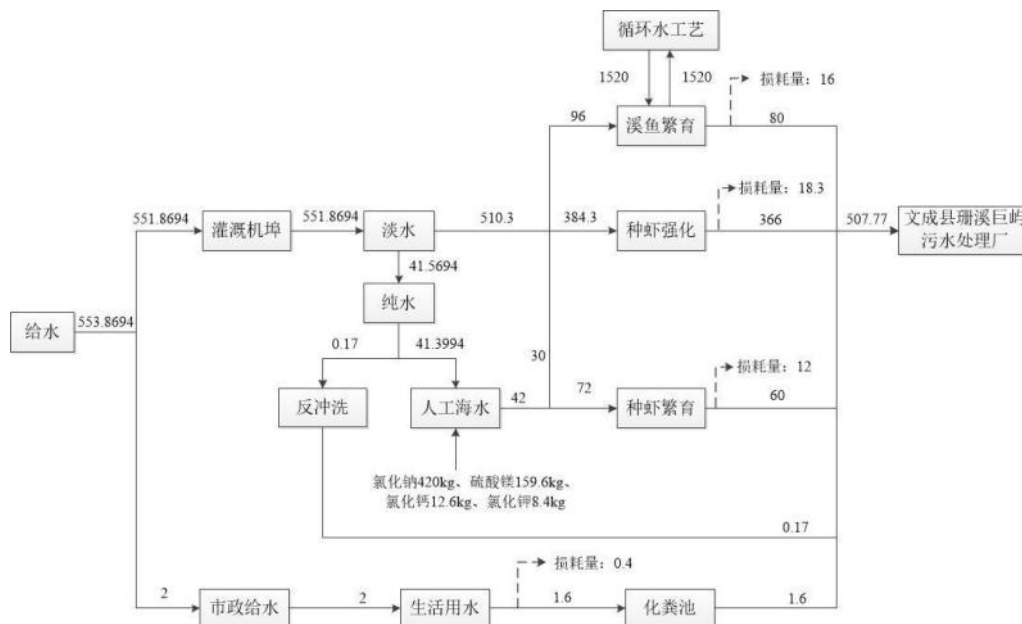 循环水工艺
1520
1520
损耗量：16
96
溪鱼繁育
80
损耗量：18.3
551.8694
灌溉机埠
551.8694
淡水
510.3
384.3
种虾强化
366
507.77
文成县珊溪巨屿
污水处理厂
41.5694
纯水
给水
553.8694
0.17
41.3994
30
损耗量：12
反冲洗
人工海水
42
72
种虾繁育
60
氯化钠420kg、硫酸镁159.6kg、
氯化钙12.6kg、氯化钾8.4kg
0.17
损耗量：0.4
2
市政给水
2
生活用水
1.6
化粪池
1.6